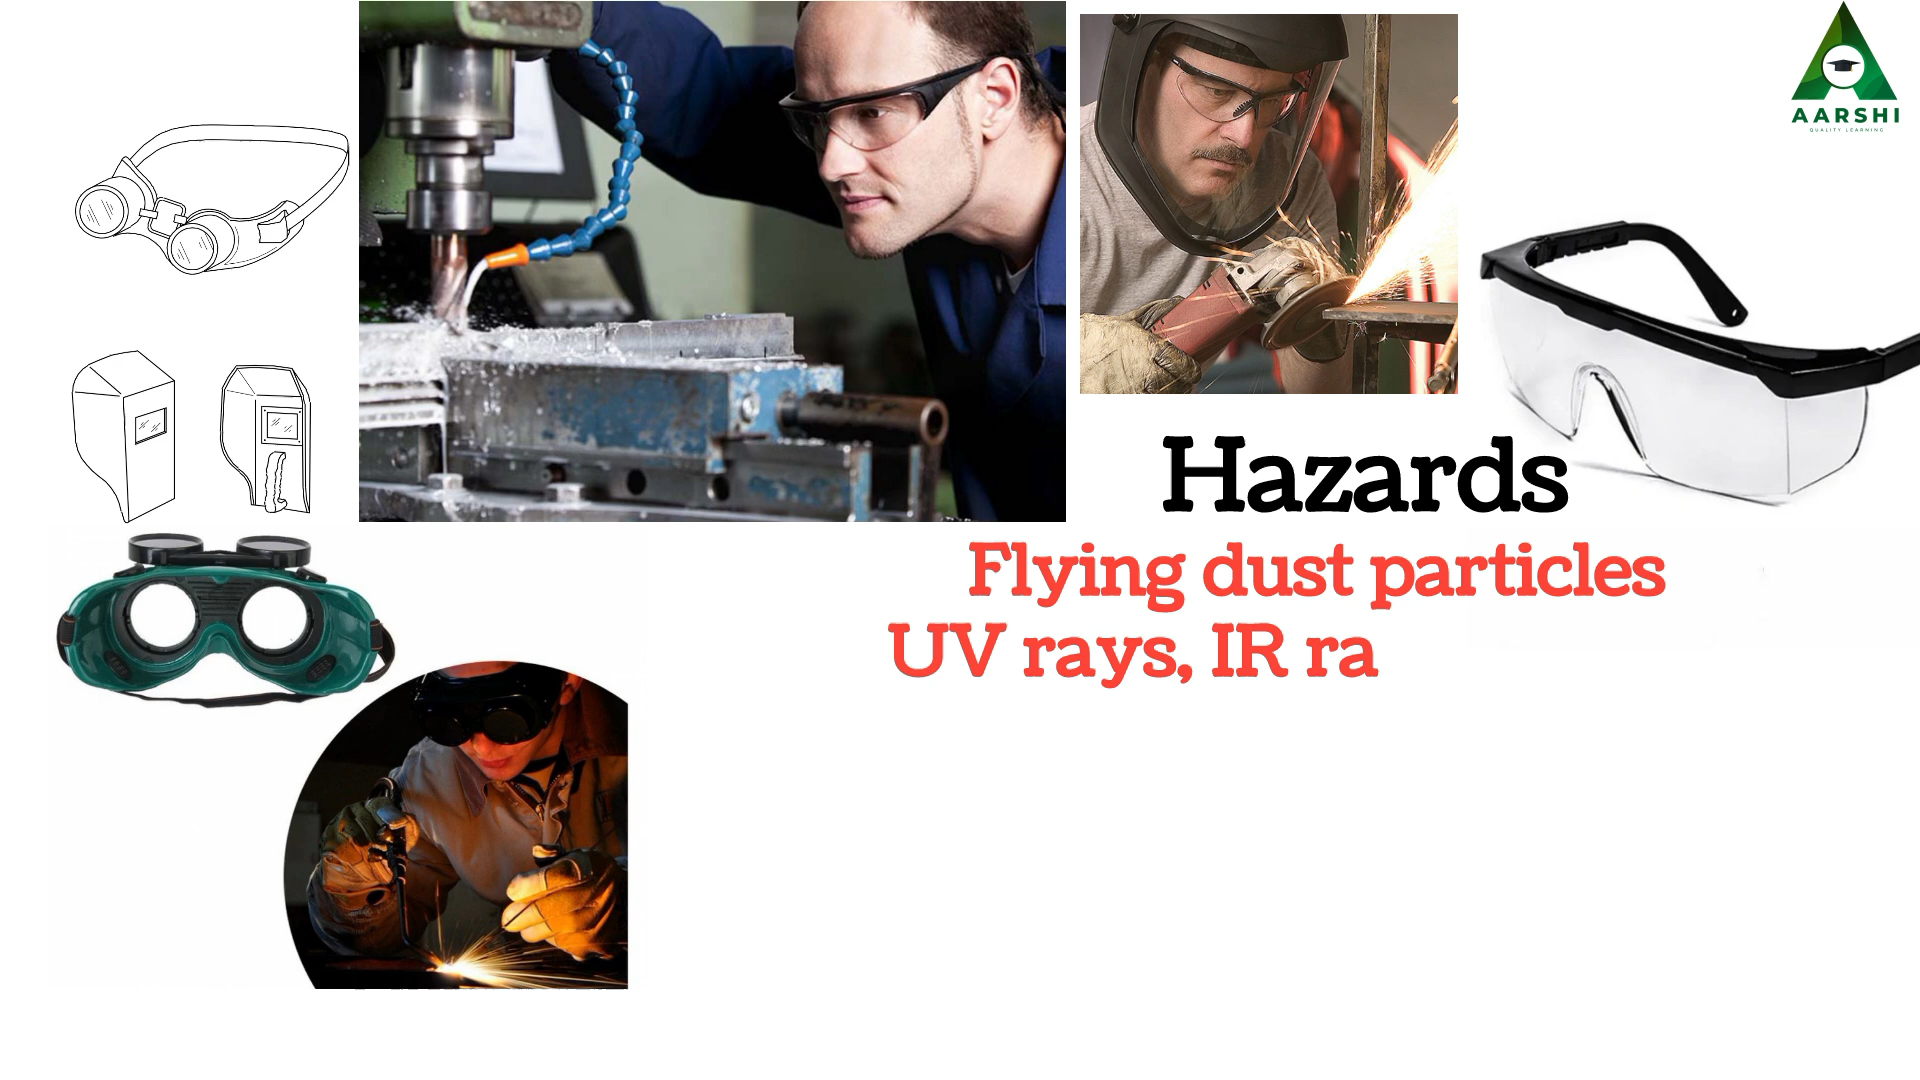 AARSHI
QUALITY LEARNING
Hazards
Flying dust particles
UV rays, IR ra